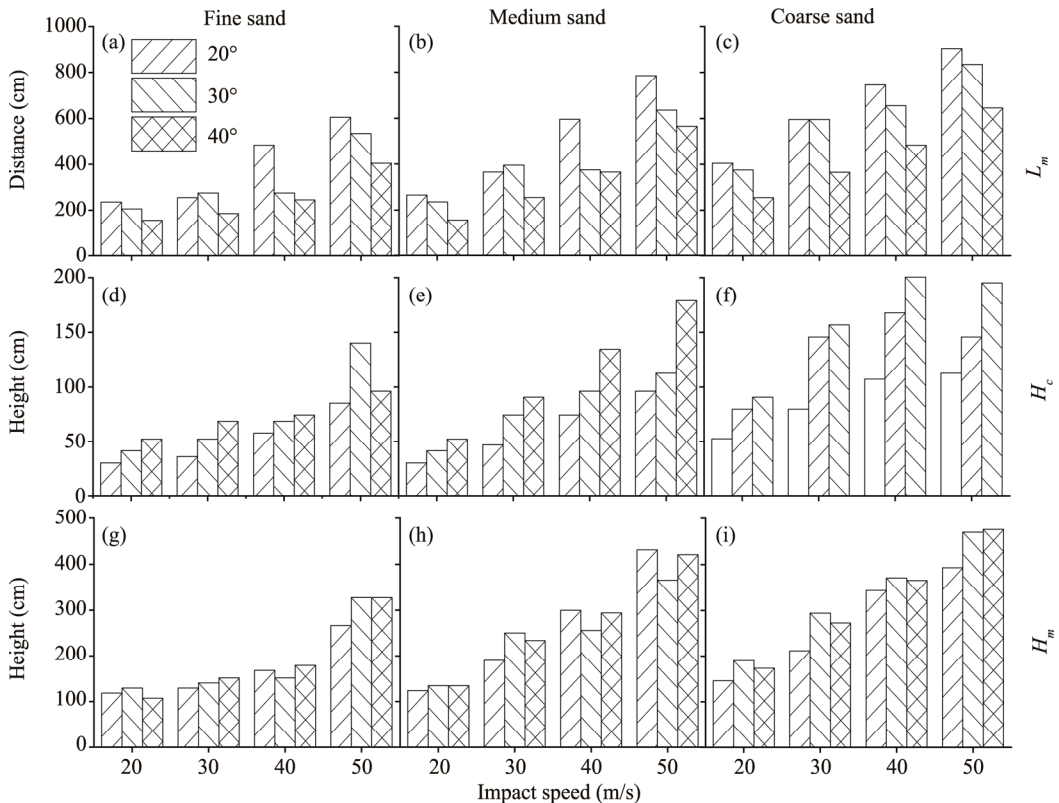 Fine sand Medium sand Coarse sand
1000
800
600
400
200
0
Distance (cm)
(a) (b) (c)
20°
30°
40°
L_m
200
150
100
50
0
Height (cm)
(d) (e) (f)
H_c
500
400
300
200
100
0
Height (cm)
(g) (h) (i)
H_m
20 30 40 50 20 30 40 50 20 30 40 50
Impact speed (m/s)